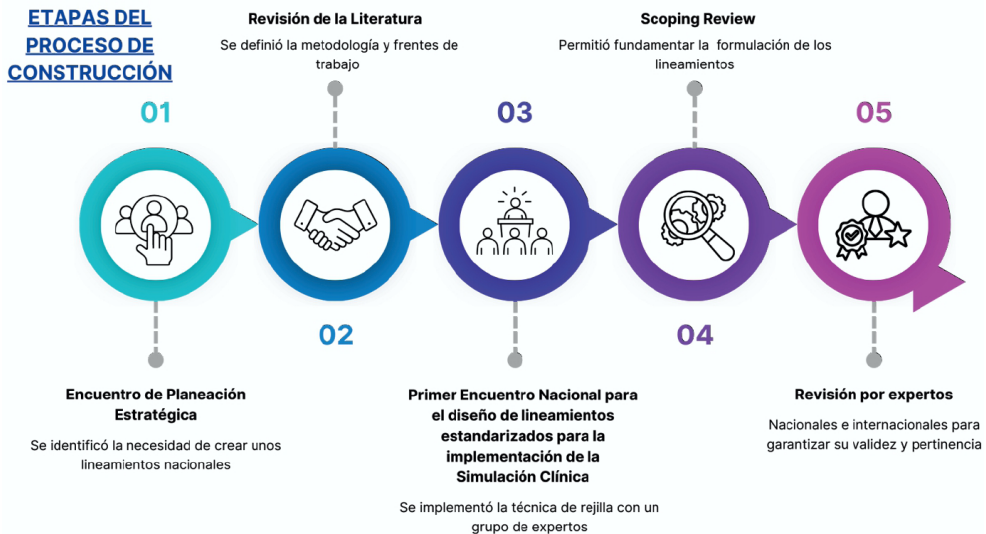 ETAPAS DEL
PROCESO DE
CONSTRUCCIÓN
01
Encuentro de Planeación
Estratégica
Se identificó la necesidad de crear unos
lineamientos nacionales
Revisión de la Literatura
Se definió la metodología y frentes de
trabajo
02
03
Primer Encuentro Nacional para
el diseño de lineamientos
estandarizados para la
implementación de la
Simulación Clínica
Se implementó la técnica de rejilla con un
grupo de expertos
Scoping Review
Permitió fundamentar la formulación de los
lineamientos
04
05
Revisión por expertos
Nacionales e internacionales para
garantizar su validez y pertinencia